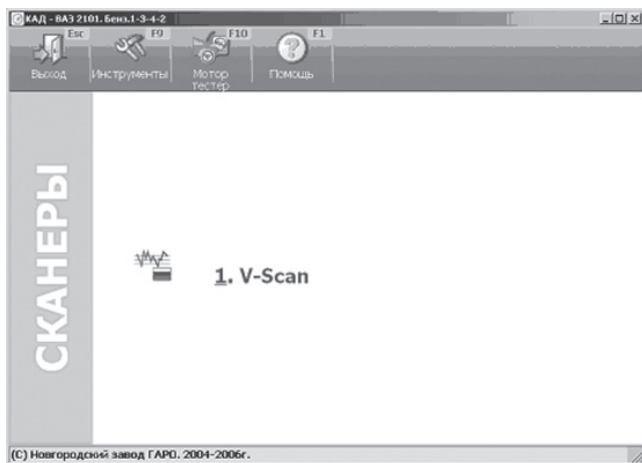 КАД - ВАЗ 2101. Бенз.1-3-4-2
Esc F9 F10 F1
Выход Инструменты Мотор тестер Помощь
СКАНЕРЫ
1. V-Scan
(С) Новгородский завод ГАРО. 2004-2006г.